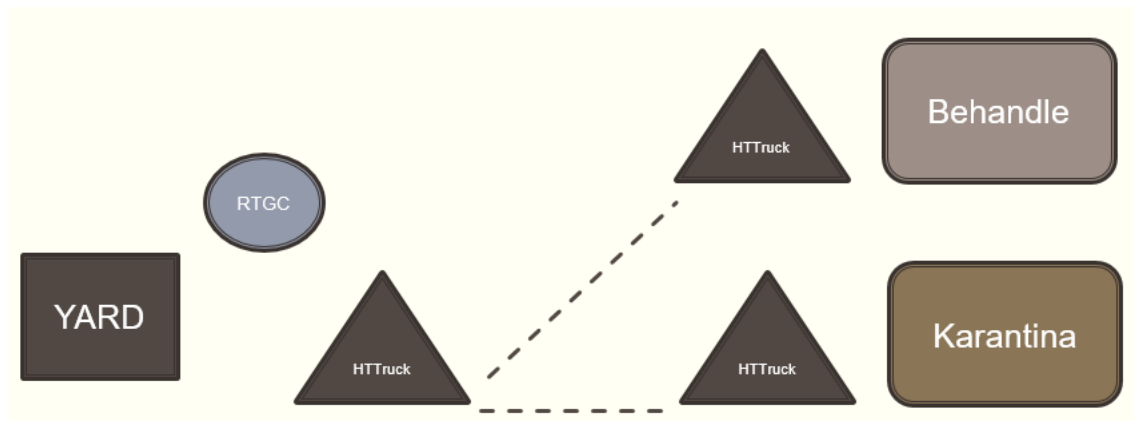 HTTruck
Behandle
RTGC
YARD
HTTruck
HTTruck
Karantina